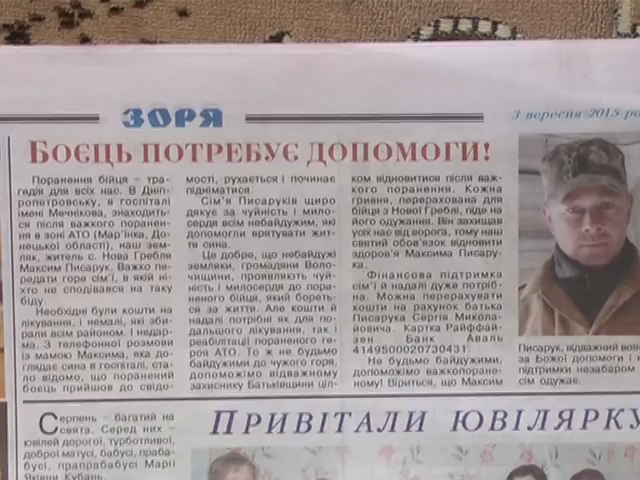 ЗОРЯ
3 вересня 2015 ро
БОЄЦЬ ПОТРЕБУЄ ДОПОМОГИ!
Поранення бійця – тра-
гедія для всіх нас. В Дніп-
ропетровську, в госпіталі
імені Мечнікова, знаходить-
ся після важкого поранен-
ня в зоні АТО (Мар'їнка, До-
нецької області), наш зем-
ляк, житель с. Нова Гребля
Максим Писарук. Важко пе-
редати горе сім'ї, в якій ні-
хто не сподівався на таку
біду.
Необхідні були кошти на
лікування, і немалі, які зби-
рали всім районом. І недар-
ма. З телефонної розмови
із мамою Максима, яка до-
глядає сина в госпіталі, ста-
ло відомо, що поранений
боєць прийшов до свідо-
мості, рухається і починає
підніматися.
Сім'я Писаруків щиро
дякує за чуйність і мило-
сердя всім небайдужим, які
допомогли врятувати жит-
тя сина.
Це добре, що небайдужі
земляки, громадяни Воло-
чищини, проявляють чуй-
ність і милосердя до пора-
неного бійця, який бореть-
ся за життя. Але кошти й
надалі потрібні як для по-
дальшого лікування, так і
реабілітації пораненого ге-
роя АТО. То ж не будьмо
байдужими до чужого горя,
допоможімо відважному
захиснику Батьківщини ціл-
ком відновитися після важ-
кого поранення. Кожна
гривня, перерахована для
бійця з Нової Греблі, піде на
його одужання. Він захищав
усіх нас від ворога, тому наш
святий обов'язок відновити
здоров'я Максима Писару-
ка.
Фінансова підтримка
сім'ї й надалі дуже потріб-
на. Можна перерахувати
кошти на рахунок батька
Писарука Сергія Микола-
йовича. Картка Райффай-
зен Банк Аваль
4149500020730431.
Не будьмо байдужими,
допоможімо важкопоране-
ному! Віриться, що Максим
Писарук, відважний воїн
за Божої допомоги і
підтримки незабаром
сім одужає.
Серпень – багатий на
свята. Серед них –
ювілей дорогої, турботливої,
доброї матусі, бабусі, праба-
бусі, прапрабабусі Марії
Яківни Кубань.
ПРИВІТАЛИ ЮВІЛЯРКУ